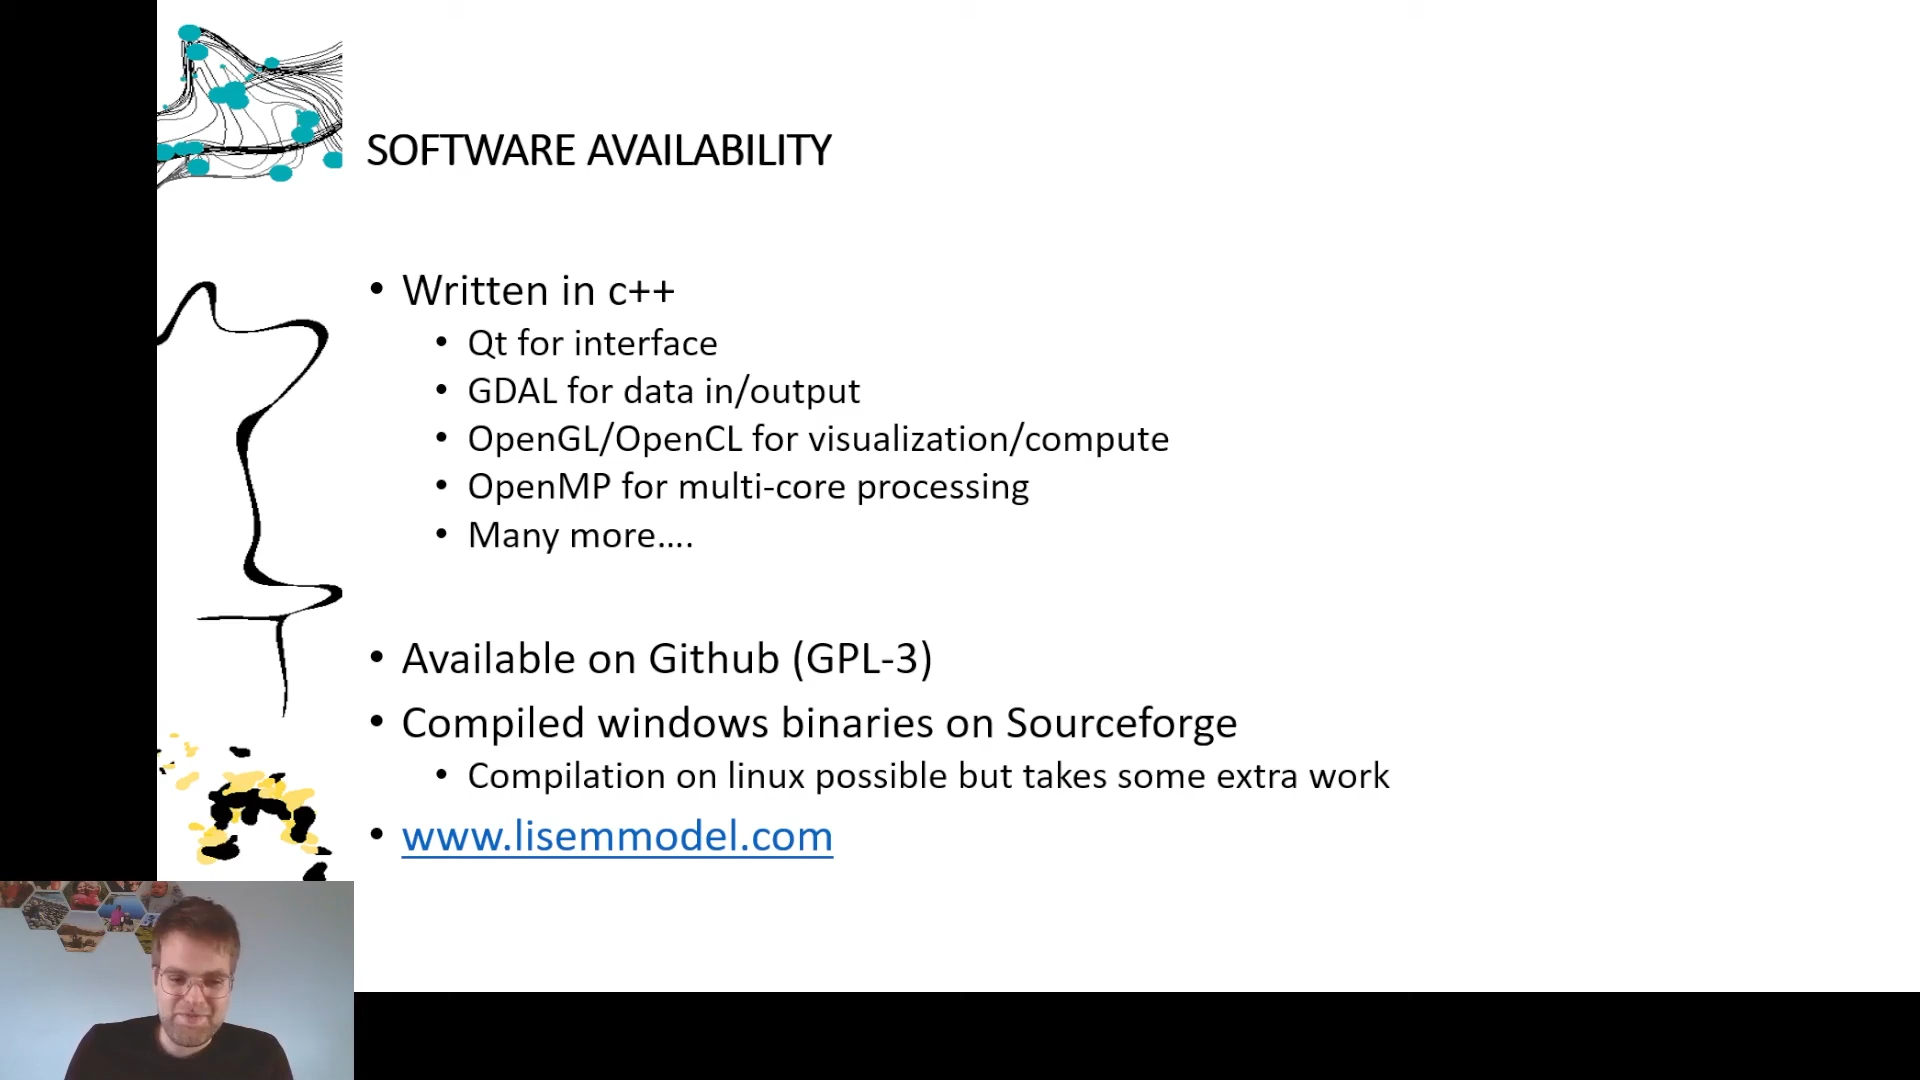 SOFTWARE AVAILABILITY
• Written in c++
• Qt for interface
• GDAL for data in/output
• OpenGL/OpenCL for visualization/compute
• OpenMP for multi-core processing
• Many more....
• Available on Github (GPL-3)
• Compiled windows binaries on Sourceforge
• Compilation on linux possible but takes some extra work
• www.lisemmodel.com